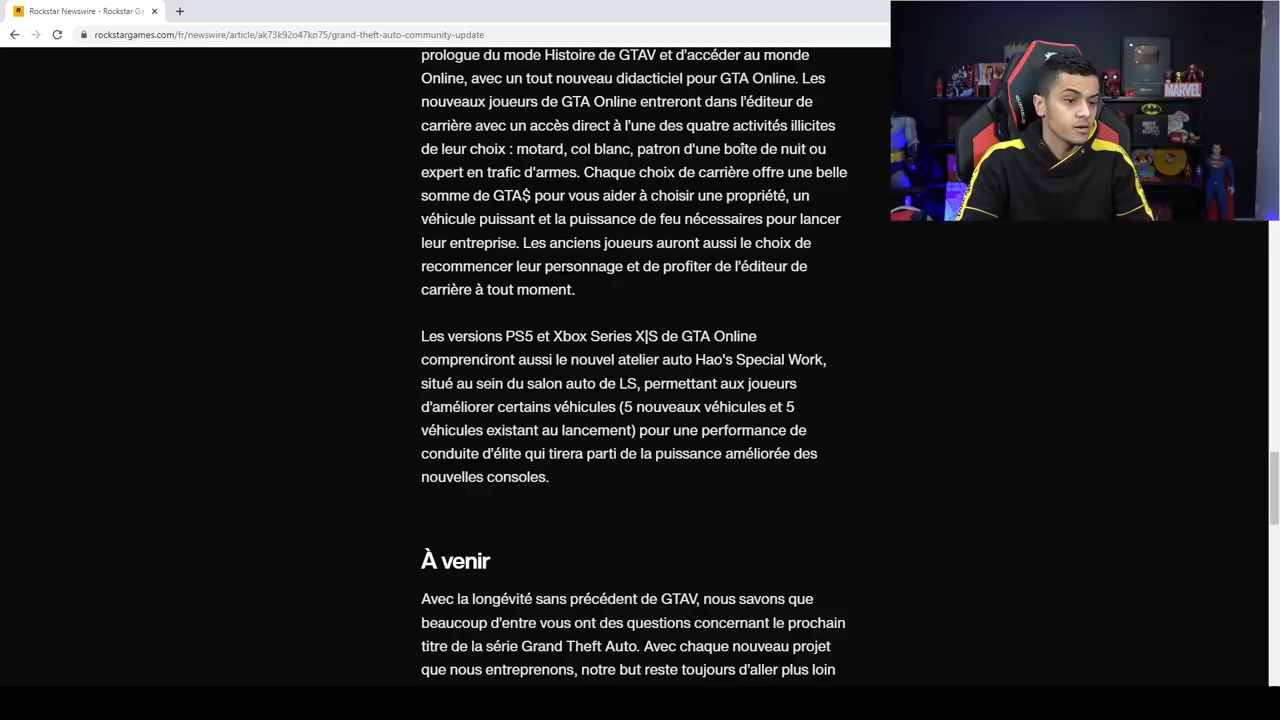 Rockstar Newswire - Rockstar Ga
rockstargames.com/fr/newswire/article/ak73k92o47ko75/grand-theft-auto-community-update
prologue du mode Histoire de GTAV et d’accéder au monde
Online, avec un tout nouveau didacticiel pour GTA Online. Les
nouveaux joueurs de GTA Online entreront dans l’éditeur de
carrière avec un accès direct à l’une des quatre activités illicites
de leur choix : motard, col blanc, patron d'une boîte de nuit ou
expert en trafic d'armes. Chaque choix de carrière offre une belle
somme de GTA$ pour vous aider à choisir une propriété, un
véhicule puissant et la puissance de feu nécessaires pour lancer
leur entreprise. Les anciens joueurs auront aussi le choix de
recommencer leur personnage et de profiter de l’éditeur de
carrière à tout moment.
Les versions PS5 et Xbox Series X|S de GTA Online
comprendront aussi le nouvel atelier auto Hao's Special Work,
situé au sein du salon auto de LS, permettant aux joueurs
d’améliorer certains véhicules (5 nouveaux véhicules et 5
véhicules existant au lancement) pour une performance de
conduite d’élite qui tirera parti de la puissance améliorée des
nouvelles consoles.
À venir
Avec la longévité sans précédent de GTAV, nous savons que
beaucoup d’entre vous ont des questions concernant le prochain
titre de la série Grand Theft Auto. Avec chaque nouveau projet
que nous entreprenons, notre but reste toujours d’aller plus loin
MARVEL